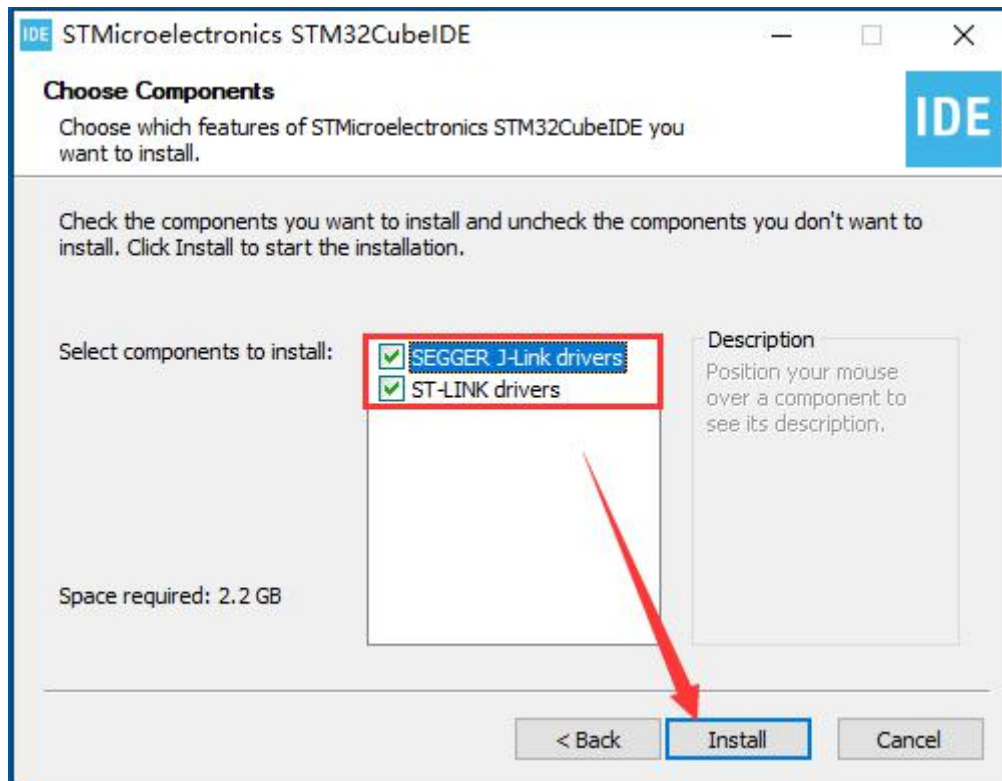 IDE STMicroelectronics STM32CubeIDE
Choose Components
Choose which features of STMicroelectronics STM32CubeIDE you
want to install.
IDE
Check the components you want to install and uncheck the components you don't want to
install. Click Install to start the installation.
Select components to install:
SEGGER J-Link drivers
ST-LINK drivers
Description
Position your mouse
over a component to
see its description.
Space required: 2.2 GB
< Back
Install
Cancel